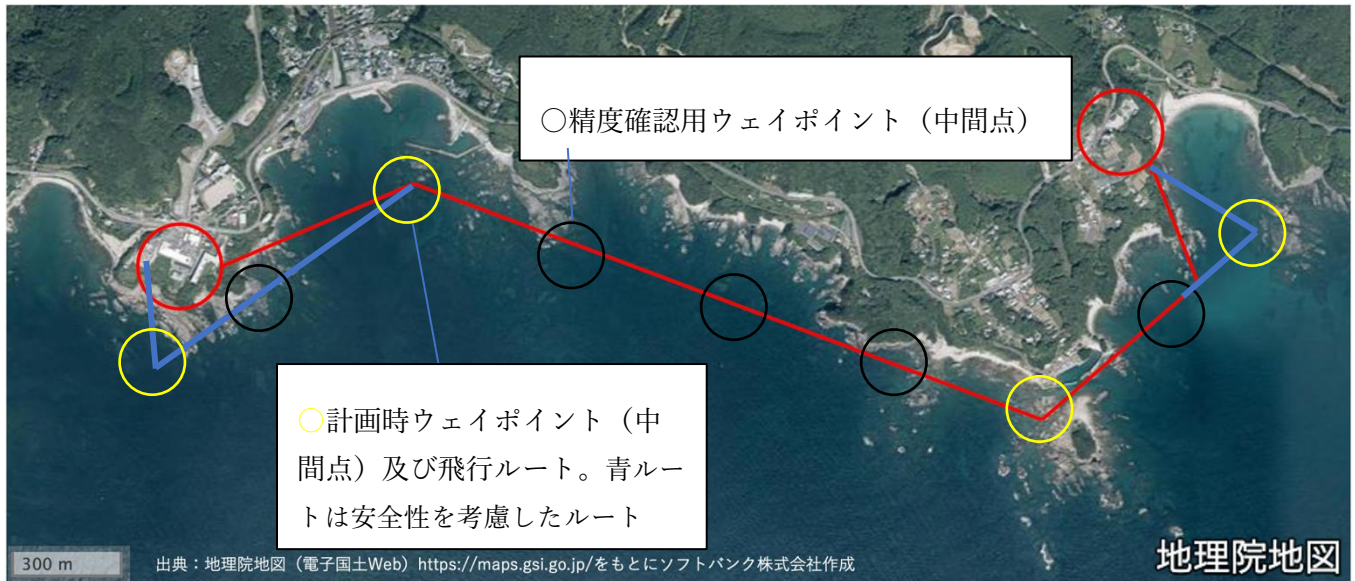 ○精度確認用ウェイポイント（中間点）
○計画時ウェイポイント（中
間点）及び飛行ルート。青ルー
トは安全性を考慮したルート
300 m
出典：地理院地図（電子国土Web）https://maps.gsi.go.jp/をもとにソフトバンク株式会社作成
地理院地図